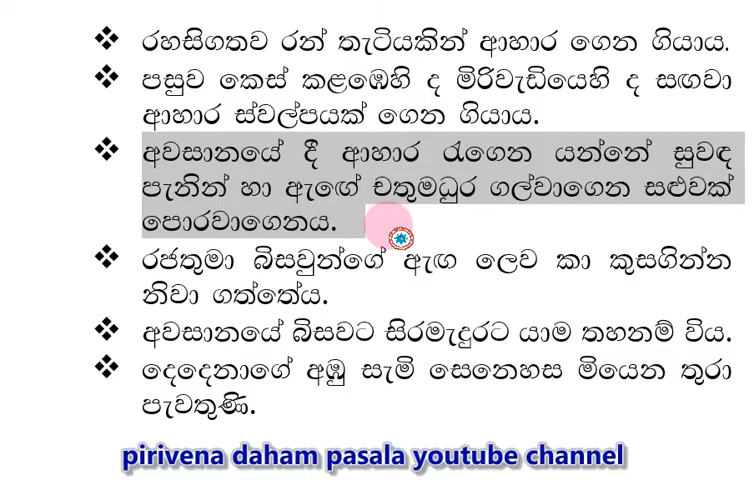 ❖ රහසිගතව රන් තැටියකින් ආහාර ගෙන ගියාය.
❖ පසුව කෙස් කළඹෙහි ද මිරිවැඩියෙහි ද සඟවා
ආහාර ස්වල්පයක් ගෙන ගියාය.
❖ අවසානයේ දී ආහාර රැගෙන යන්නේ සුවඳ
පැනින් නා ඇඟේ චතුමධුර ගල්වාගෙන සළුවක්
පොරවාගෙනය.
❖ රජතුමා බිසවුන්ගේ ඇඟ ලෙව කා කුසගින්න
නිවා ගත්තේය.
❖ අවසානයේ බිසවට සිරමැදුරට යාම තහනම් විය.
❖ දෙදෙනාගේ අඹු සැමි සෙනෙහස මියෙන තුරා
පැවතුණි.
pirivena daham pasala youtube channel